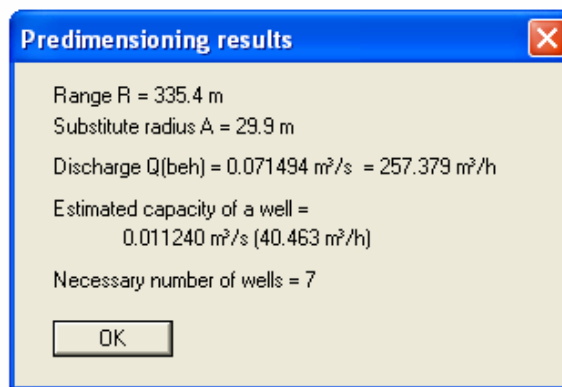 Predimensioning results
Range R = 335.4 m
Substitute radius A = 29.9 m
Discharge Q(beh) = 0.071494 m³/s = 257.379 m³/h
Estimated capacity of a well =
0.011240 m³/s (40.463 m³/h)
Necessary number of wells = 7
OK